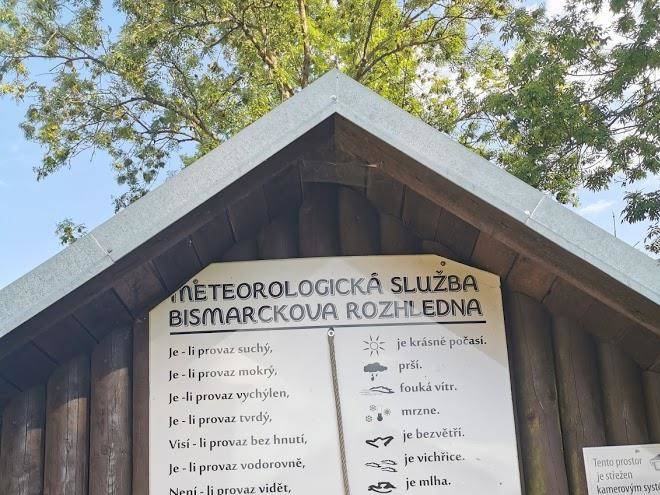 METEOROLOGICKÁ SLUŽBA
BISMARCKOVA ROZHLEDNA
Je - li provaz suchý, je krásné počasí.
Je - li provaz mokrý, prší.
Je -li provaz vychýlen, fouká vítr.
Je - li provaz tvrdý, mrzne.
Visí - li provaz bez hnutí, je bezvětří.
Je - li provaz vodorovně, je vichřice.
Není - li provaz vidět, je mlha.
Tento prostor
je střežen
kamerovým